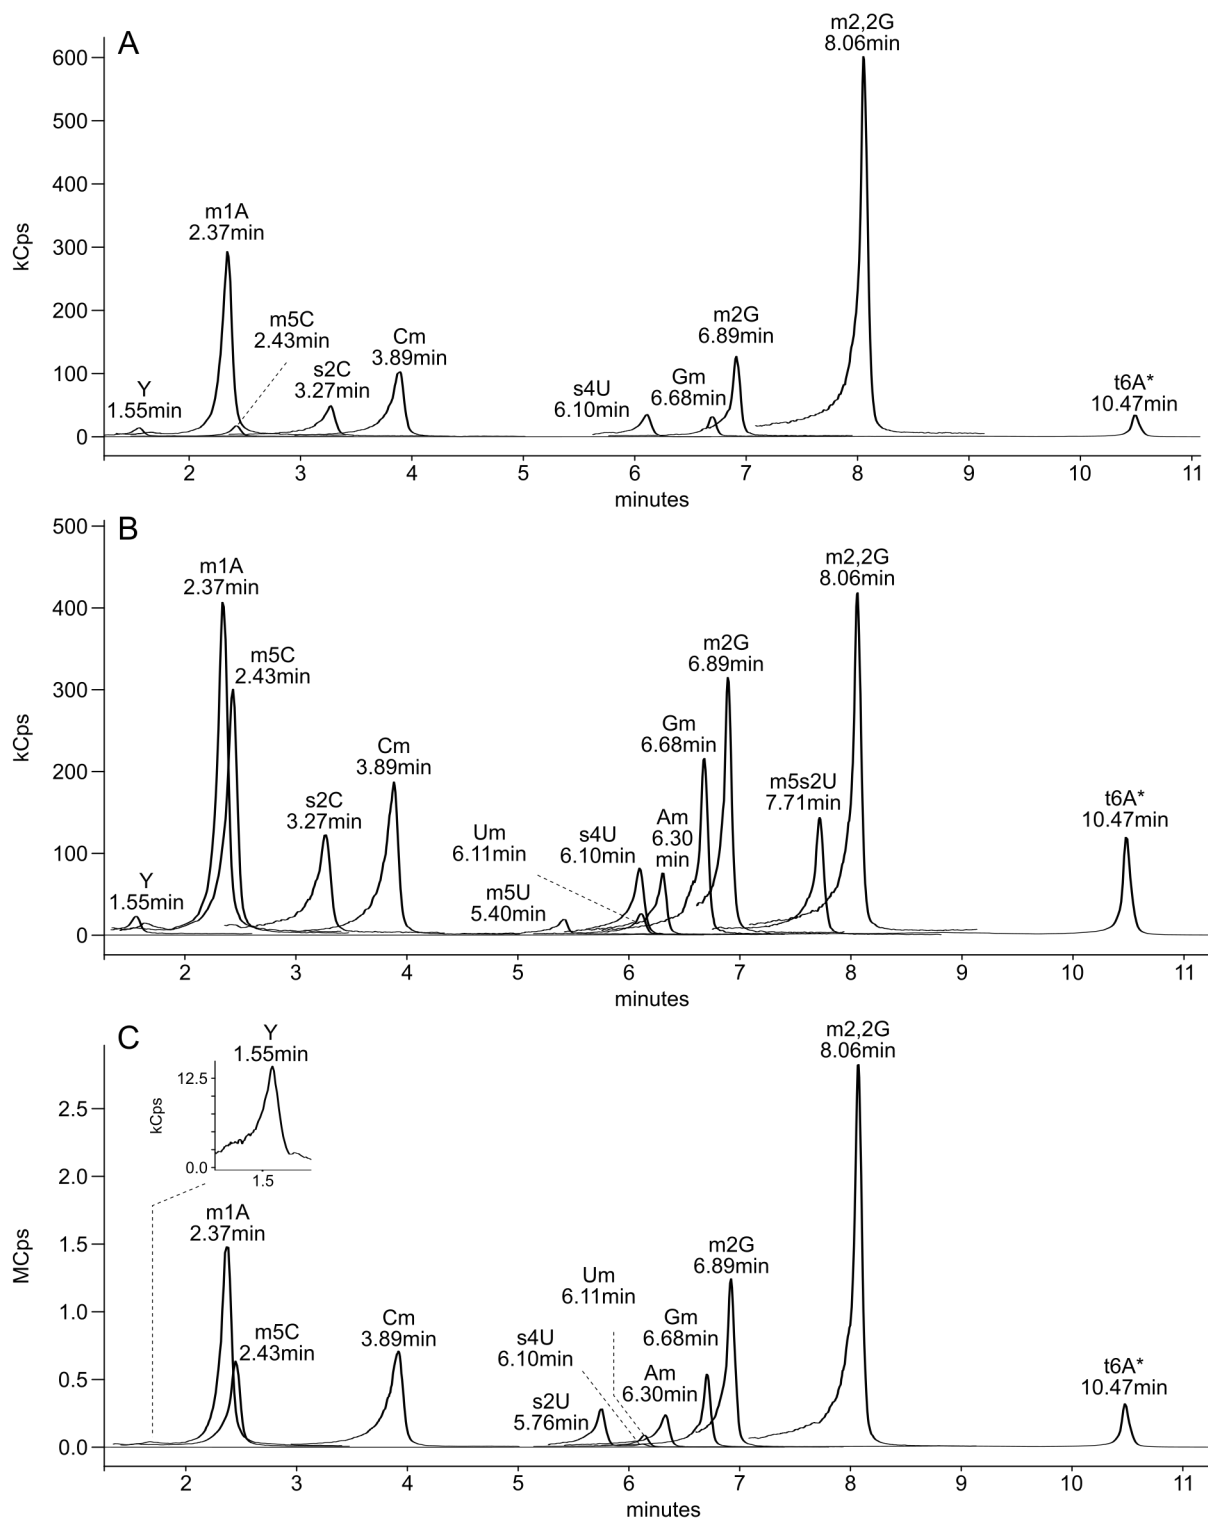 A
m2,2G
8.06min
600
500
400
300
200
100
0
kCps
m1A
2.37min
m5C
2.43min
Y
1.55min
s2C
3.27min
Cm
3.89min
s4U
6.10min
Gm
6.68min
m2G
6.89min
t6A*
10.47min
2 3 4 5 6 7 8 9 10 11
minutes
B
500
400
300
200
100
0
kCps
m1A
2.37min
m5C
2.43min
Y
1.55min
s2C
3.27min
Cm
3.89min
Um
6.11min
m5U
5.40min
s4U
6.10min
Am
6.30
min
Gm
6.68min
m2G
6.89min
m5s2U
7.71min
m2,2G
8.06min
t6A*
10.47min
2 3 4 5 6 7 8 9 10 11
minutes
C
Y
1.55min
12.5
kCps
0.0
1.5
2.5
2.0
1.5
1.0
0.5
0.0
MCps
m1A
2.37min
m5C
2.43min
Cm
3.89min
Um
6.11min
s4U
6.10min
s2U
5.76min
Am
6.30min
Gm
6.68min
m2G
6.89min
m2,2G
8.06min
t6A*
10.47min
2 3 4 5 6 7 8 9 10 11
minutes